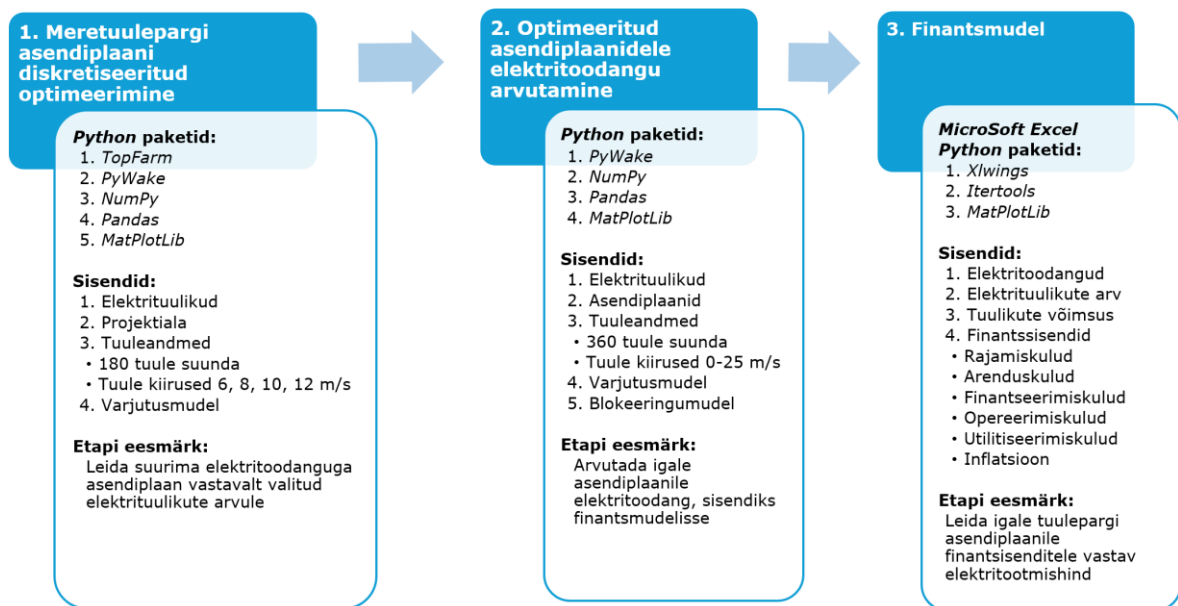 1. Meretuulepargi
asendiplaani
diskretiseeritud
optimeerimine
Python paketid:
1. TopFarm
2. PyWake
3. NumPy
4. Pandas
5. MatPlotLib
Sisendid:
1. Elektrituulikud
2. Projektiala
3. Tuuleandmed
• 180 tuule suunda
• Tuule kiirused 6, 8, 10, 12 m/s
4. Varjutusmudel
Etapi eesmärk:
Leida suurima elektritoodanguga
asendiplaan vastavalt valitud
elektrituulikute arvule
2. Optimeeritud
asendiplaanidele
elektritoodangu
arvutamine
Python paketid:
1. PyWake
2. NumPy
3. Pandas
4. MatPlotLib
Sisendid:
1. Elektrituulikud
2. Asendiplaanid
3. Tuuleandmed
• 360 tuule suunda
• Tuule kiirused 0-25 m/s
4. Varjutusmudel
5. Blokeeringumudel
Etapi eesmärk:
Arvutada igale
asendiplaanile
elektritoodang, sisendiks
finantsmudelisse
3. Finantsmudel
MicroSoft Excel
Python paketid:
1. Xlwings
2. Itertools
3. MatPlotLib
Sisendid:
1. Elektritoodangud
2. Elektrituulikute arv
3. Tuulikute võimsus
4. Finantssisendid
• Rajamiskulud
• Arenduskulud
• Finantseerimiskulud
• Opereerimiskulud
• Utilitiseerimiskulud
• Inflatsioon
Etapi eesmärk:
Leida igale tuulepargi
asendiplaanile
finantsisenditele vastav
elektritootmishind